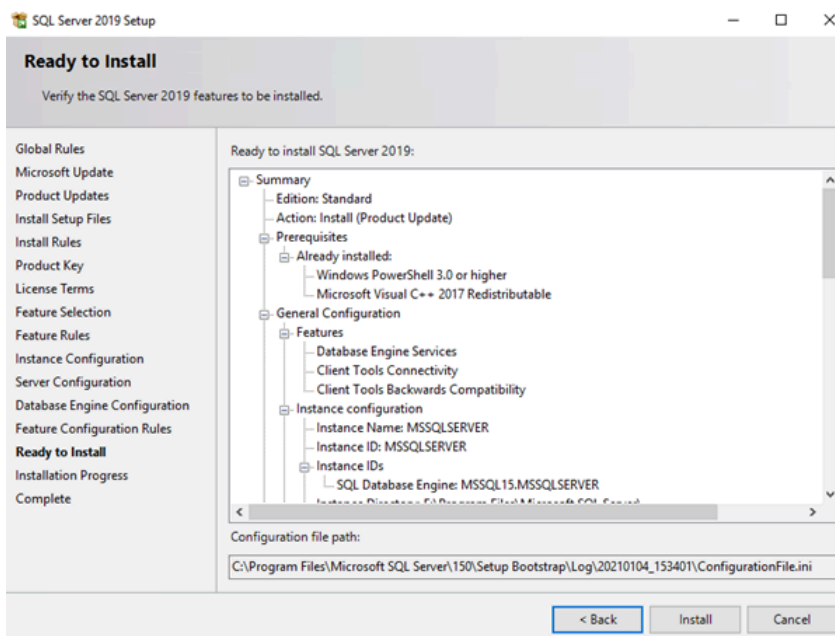 SQL Server 2019 Setup
Ready to Install
Verify the SQL Server 2019 features to be installed.
Global Rules
Microsoft Update
Product Updates
Install Setup Files
Install Rules
Product Key
License Terms
Feature Selection
Feature Rules
Instance Configuration
Server Configuration
Database Engine Configuration
Feature Configuration Rules
Ready to Install
Installation Progress
Complete
Ready to install SQL Server 2019:
Summary
Edition: Standard
Action: Install (Product Update)
Prerequisites
Already installed:
Windows PowerShell 3.0 or higher
Microsoft Visual C++ 2017 Redistributable
General Configuration
Features
Database Engine Services
Client Tools Connectivity
Client Tools Backwards Compatibility
Instance configuration
Instance Name: MSSQLSERVER
Instance ID: MSSQLSERVER
Instance IDs
SQL Database Engine: MSSQL15.MSSQLSERVER
Configuration file path:
C:\Program Files\Microsoft SQL Server\150\Setup Bootstrap\Log\20210104_153401\ConfigurationFile.ini
< Back
Install
Cancel